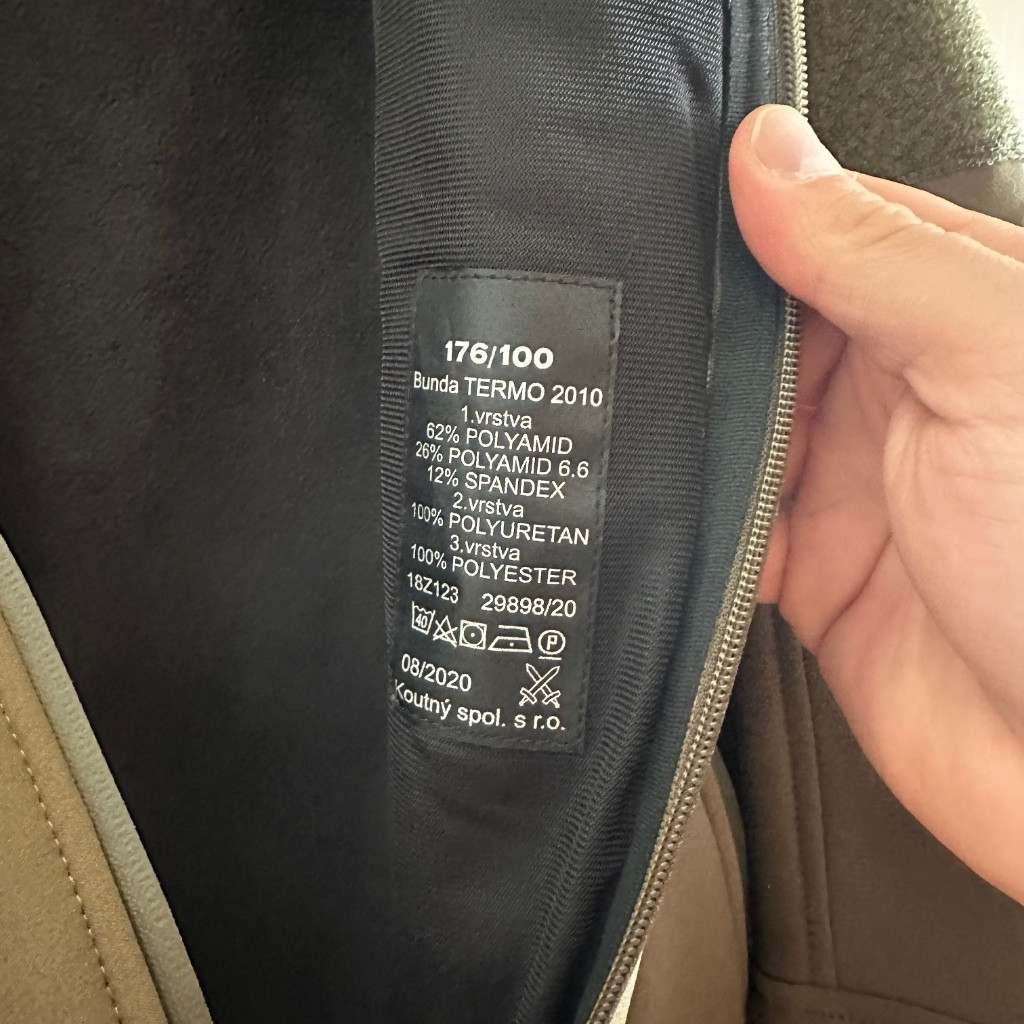 176/100
Bunda TERMO 2010
1.vrstva
62% POLYAMID
26% POLYAMID 6.6
12% SPANDEX
2.vrstva
100% POLYURETAN
3.vrstva
100% POLYESTER
18Z123 29898/20
40 P
08/2020
Koutný spol. s r.o.